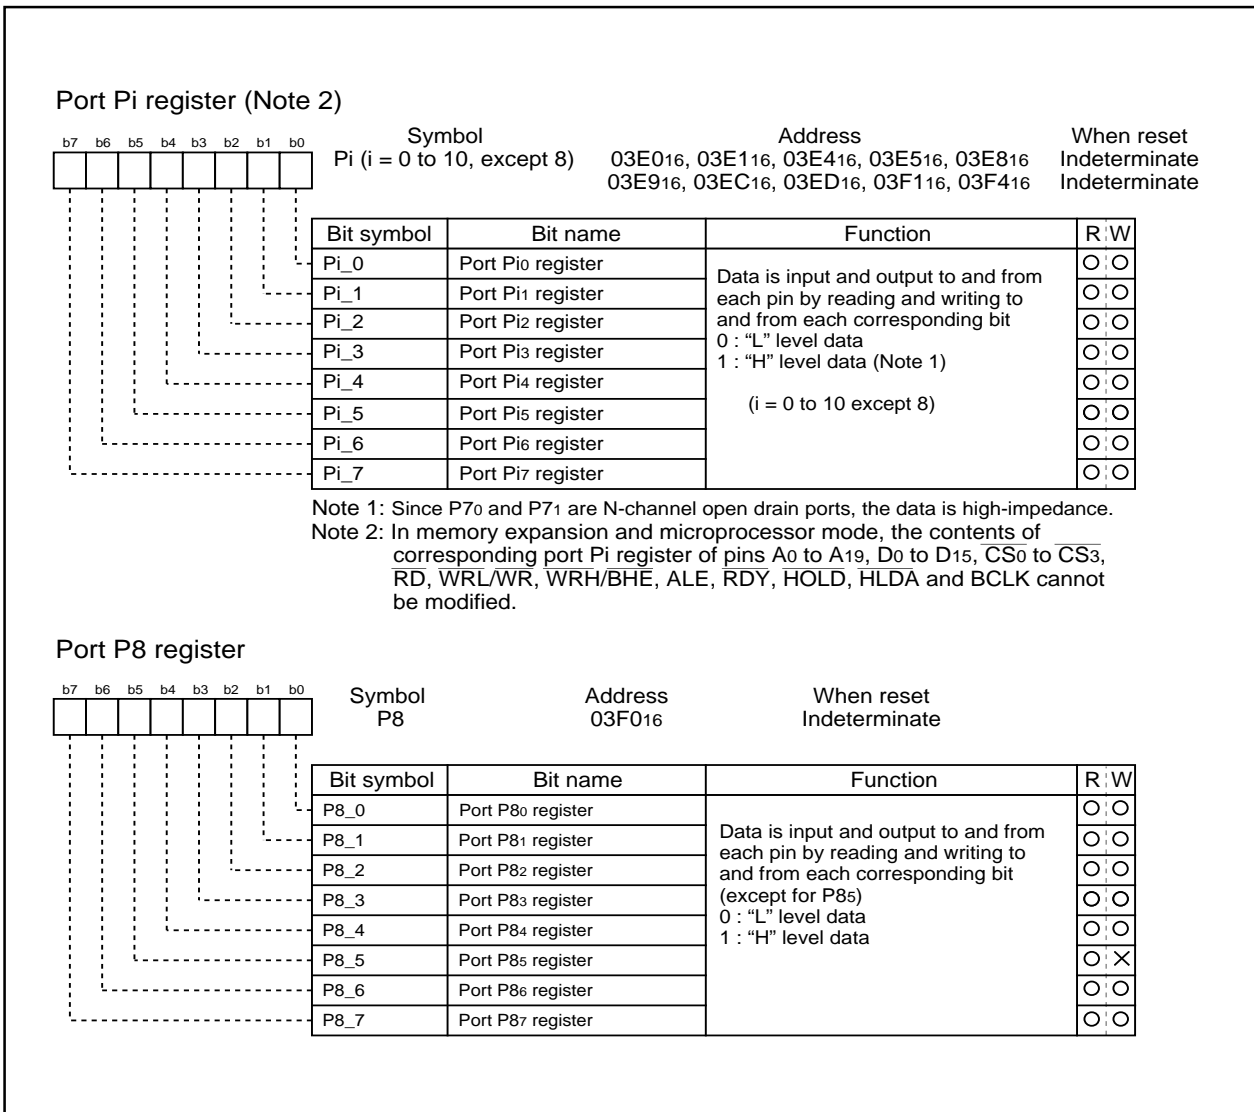 Port Pi register (Note 2)
b7 b6 b5 b4 b3 b2 b1 b0
Symbol Address When reset
Pi (i = 0 to 10, except 8) 03E016, 03E116, 03E416, 03E516, 03E816 Indeterminate
03E916, 03EC16, 03ED16, 03F116, 03F416 Indeterminate
Bit symbol Bit name Function R W
Pi_0 Port Pi0 register
Pi_1 Port Pi1 register
Pi_2 Port Pi2 register
Pi_3 Port Pi3 register
Pi_4 Port Pi4 register
Pi_5 Port Pi5 register
Pi_6 Port Pi6 register
Pi_7 Port Pi7 register
Data is input and output to and from
each pin by reading and writing to
and from each corresponding bit
0 : “L” level data
1 : “H” level data (Note 1)
(i = 0 to 10 except 8)
Note 1: Since P70 and P71 are N-channel open drain ports, the data is high-impedance.
Note 2: In memory expansion and microprocessor mode, the contents of
corresponding port Pi register of pins A0 to A19, D0 to D15, CS0 to CS3,
RD, WRL/WR, WRH/BHE, ALE, RDY, HOLD, HLDA and BCLK cannot
be modified.
Port P8 register
b7 b6 b5 b4 b3 b2 b1 b0
Symbol Address When reset
P8 03F016 Indeterminate
Bit symbol Bit name Function R W
P8_0 Port P80 register
P8_1 Port P81 register
P8_2 Port P82 register
P8_3 Port P83 register
P8_4 Port P84 register
P8_5 Port P85 register
P8_6 Port P86 register
P8_7 Port P87 register
Data is input and output to and from
each pin by reading and writing to
and from each corresponding bit
(except for P85)
0 : “L” level data
1 : “H” level data